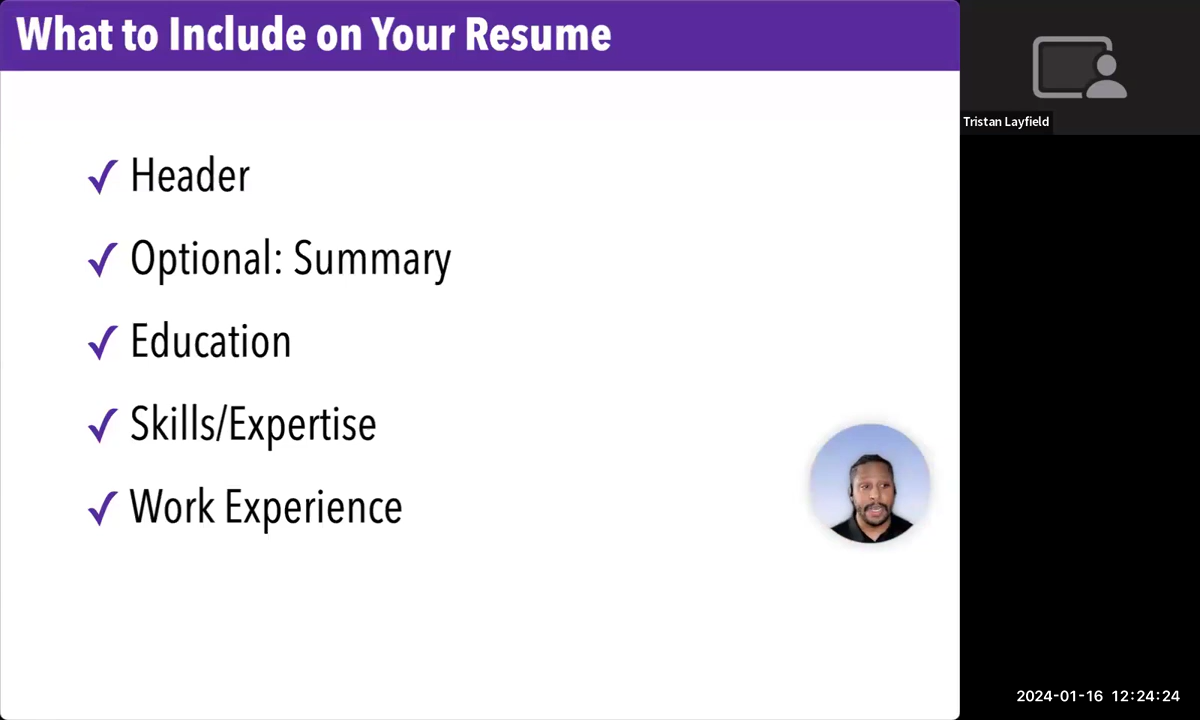 What to Include on Your Resume
Tristan Layfield
✓ Header
✓ Optional: Summary
✓ Education
✓ Skills/Expertise
✓ Work Experience
2024-01-16 12:24:24